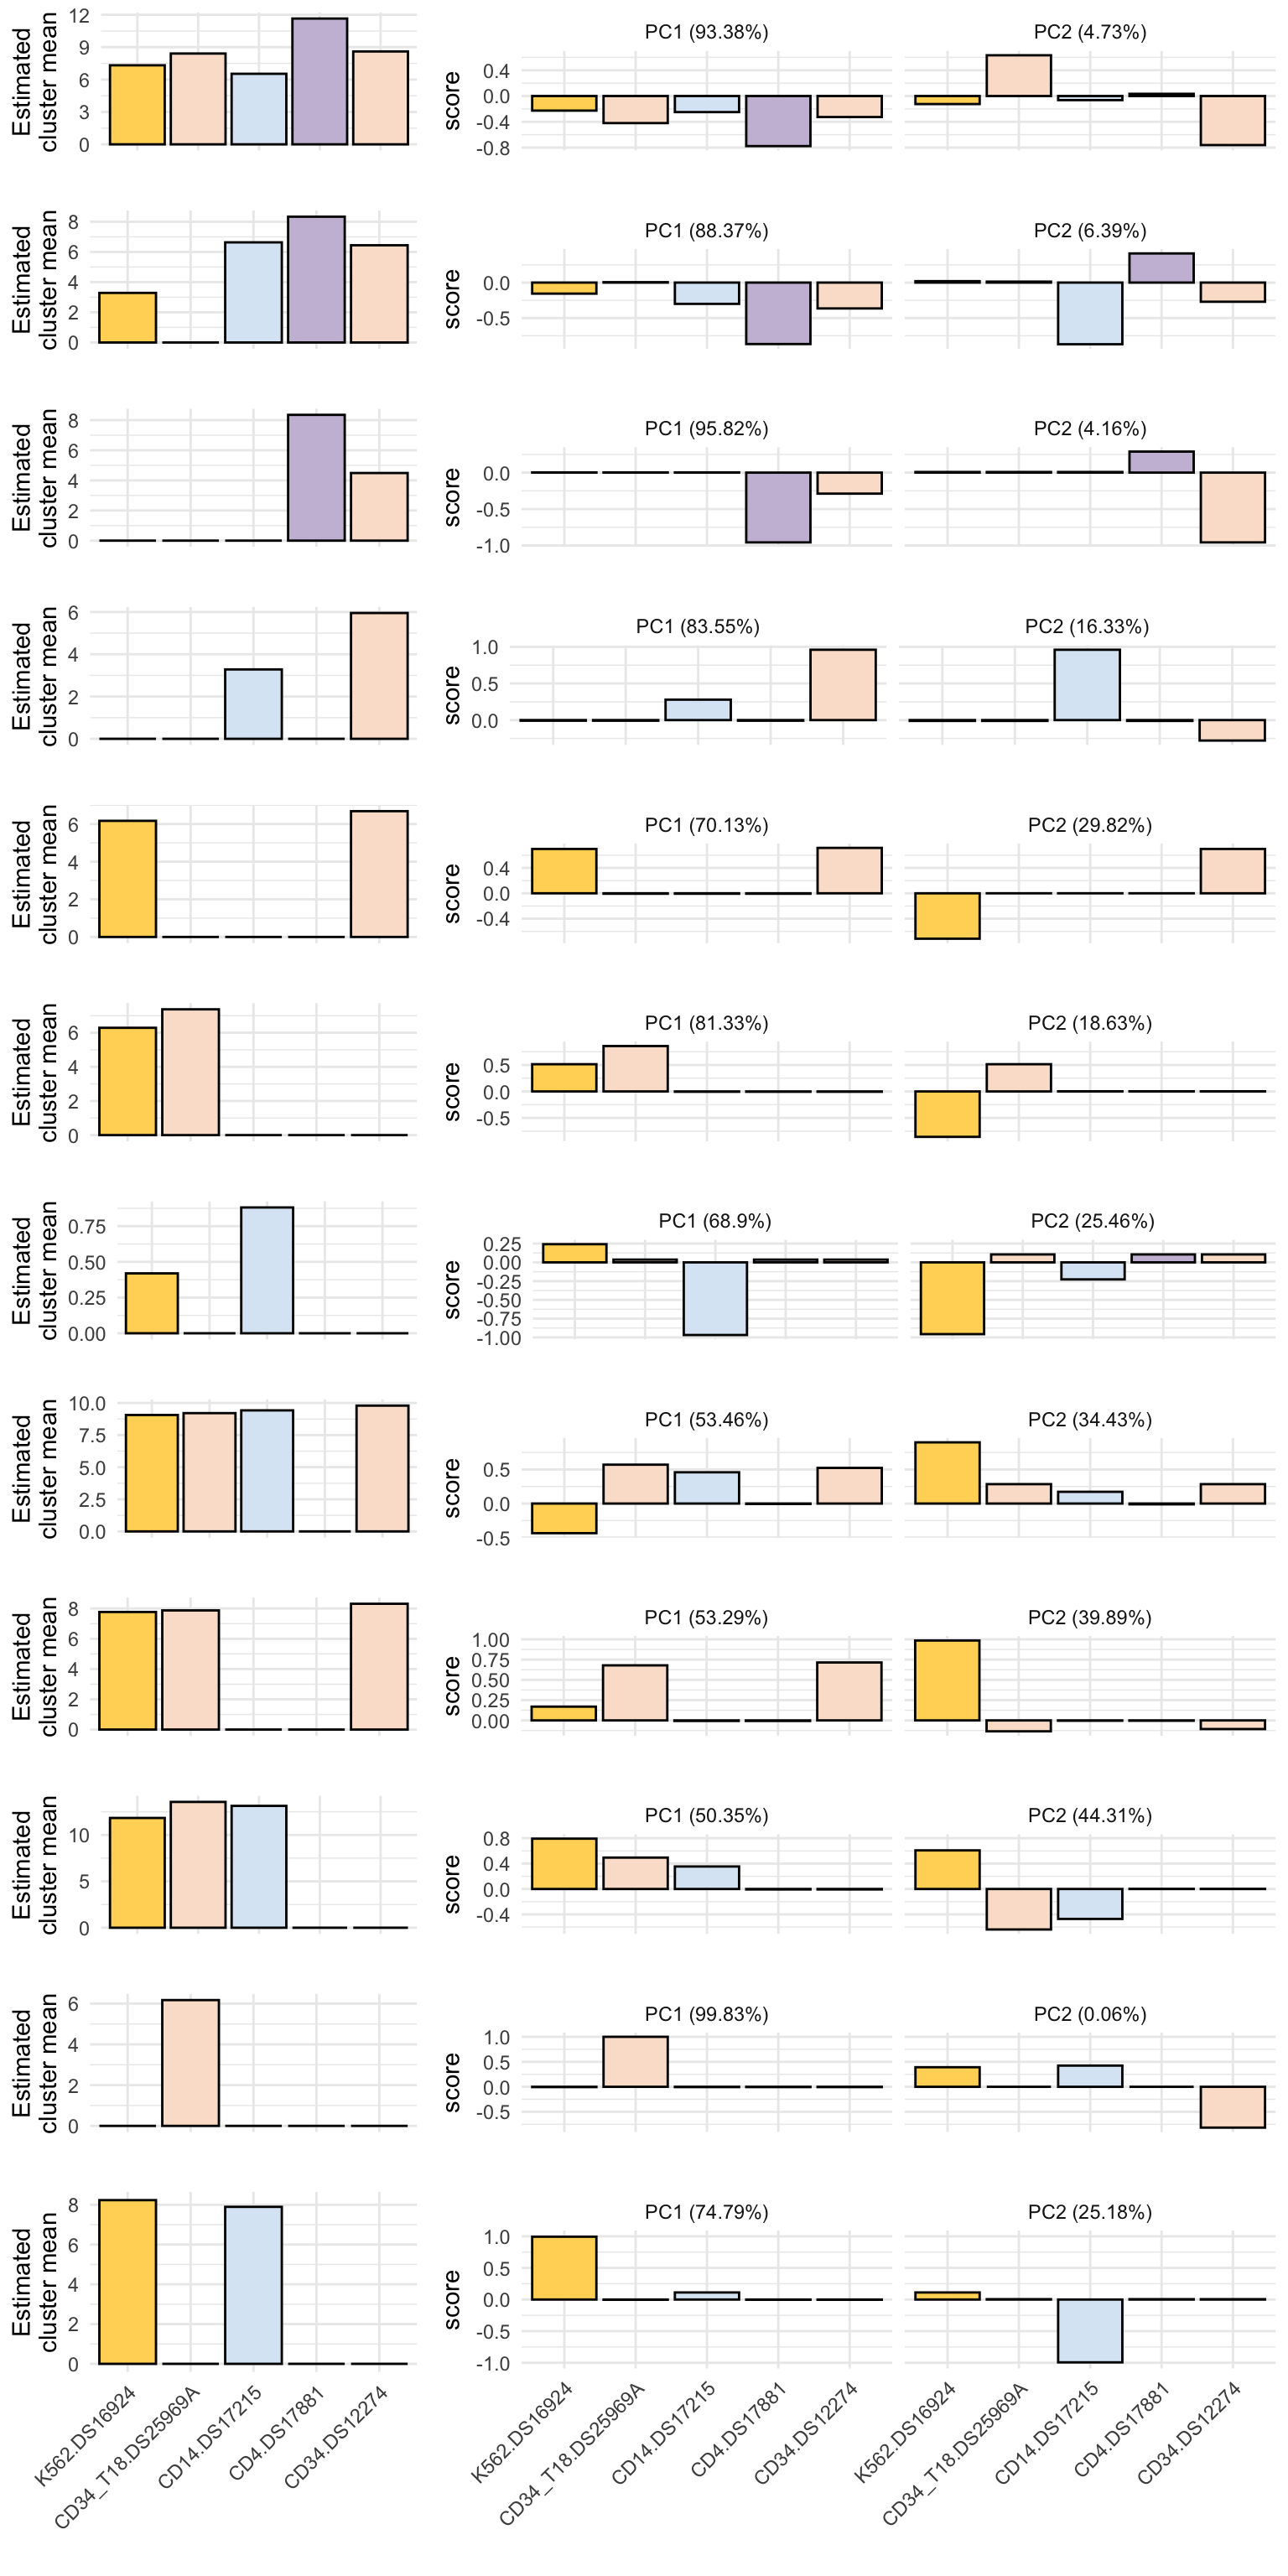 Estimated
cluster mean
12
9
6
3
0
score
PC1 (93.38%)
0.4
0.0
-0.4
-0.8
PC2 (4.73%)
Estimated
cluster mean
8
6
4
2
0
score
PC1 (88.37%)
0.0
-0.5
PC2 (6.39%)
Estimated
cluster mean
8
6
4
2
0
score
PC1 (95.82%)
0.0
-0.5
-1.0
PC2 (4.16%)
Estimated
cluster mean
6
4
2
0
score
PC1 (83.55%)
1.0
0.5
0.0
PC2 (16.33%)
Estimated
cluster mean
6
4
2
0
score
PC1 (70.13%)
0.4
0.0
-0.4
PC2 (29.82%)
Estimated
cluster mean
6
4
2
0
score
PC1 (81.33%)
0.5
0.0
-0.5
PC2 (18.63%)
Estimated
cluster mean
0.75
0.50
0.25
0.00
score
PC1 (68.9%)
0.25
0.00
-0.25
-0.50
-0.75
-1.00
PC2 (25.46%)
Estimated
cluster mean
10.0
7.5
5.0
2.5
0.0
score
PC1 (53.46%)
0.5
0.0
-0.5
PC2 (34.43%)
Estimated
cluster mean
8
6
4
2
0
score
PC1 (53.29%)
1.00
0.75
0.50
0.25
0.00
PC2 (39.89%)
Estimated
cluster mean
10
5
0
score
PC1 (50.35%)
0.8
0.4
0.0
-0.4
PC2 (44.31%)
Estimated
cluster mean
6
4
2
0
score
PC1 (99.83%)
1.0
0.5
0.0
-0.5
PC2 (0.06%)
Estimated
cluster mean
8
6
4
2
0
score
PC1 (74.79%)
1.0
0.5
0.0
-0.5
-1.0
PC2 (25.18%)
K562.DS16924
CD34_T18.DS25969A
CD14.DS17215
CD4.DS17881
CD34.DS12274
K562.DS16924
CD34_T18.DS25969A
CD14.DS17215
CD4.DS17881
CD34.DS12274
K562.DS16924
CD34_T18.DS25969A
CD14.DS17215
CD4.DS17881
CD34.DS12274